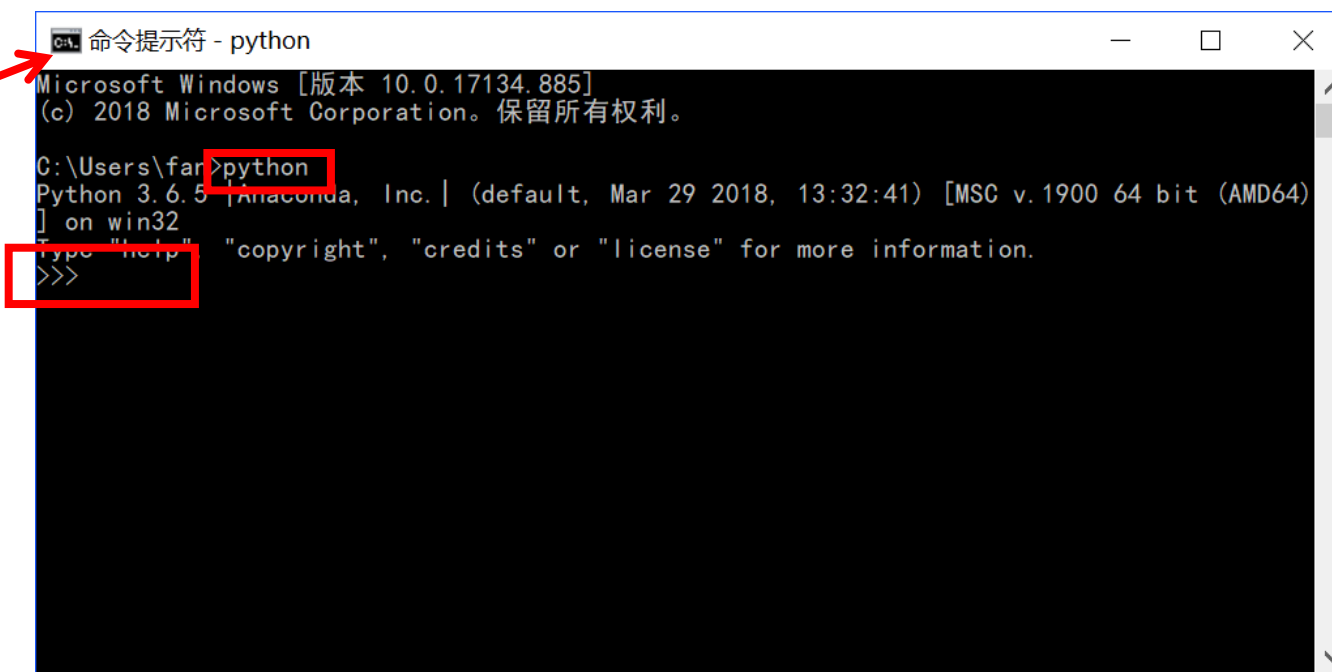 命令提示符 - python
Microsoft Windows [版本 10.0.17134.885]
(c) 2018 Microsoft Corporation。保留所有权利。
C:\Users\fan>python
Python 3.6.5 |Anaconda, Inc.| (default, Mar 29 2018, 13:32:41) [MSC v.1900 64 bit (AMD64)
] on win32
Type "help", "copyright", "credits" or "license" for more information.
>>>